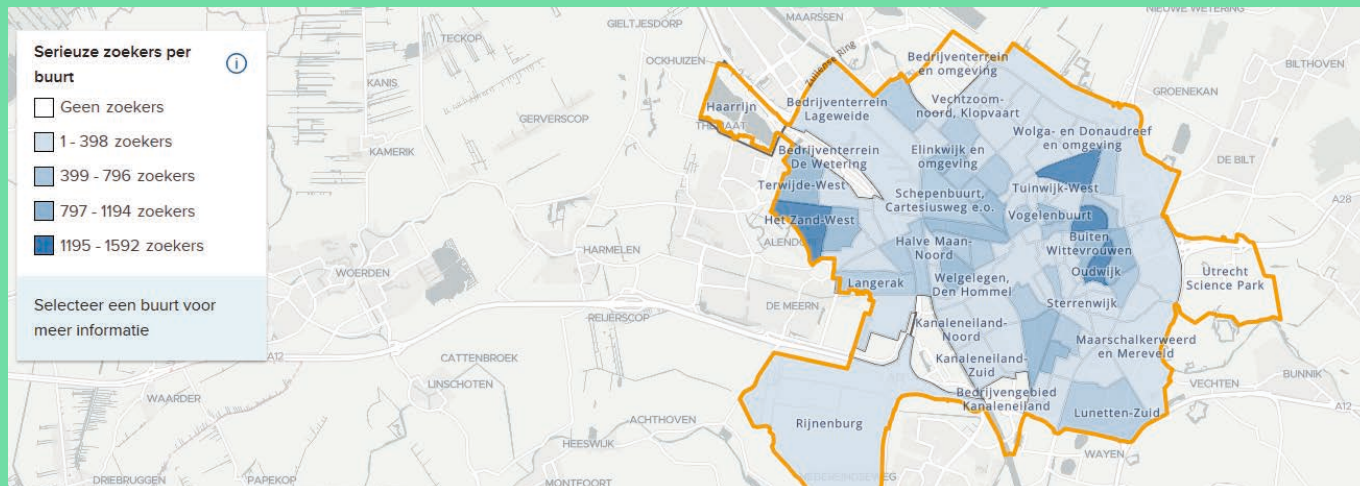 Serieuze zoekers per
buurt
Geen zoekers
1 - 398 zoekers
399 - 796 zoekers
797 - 1194 zoekers
1195 - 1592 zoekers
Selecteer een buurt voor
meer informatie
GIELTJESDORP
MAARSSEN
NIEUWE WETERING
TECKOP
OCKHUIZEN
Zuilense Ring
Bedrijventerrein
en omgeving
BILTHOVEN
KANIS
GROENEKAN
Haarrijn
Bedrijventerrein
Lageweide
Vechtzoom-
noord, Klopvaart
GERVERSCOP
Wolga- en Donaudreef
en omgeving
KAMERIK
Bedrijventerrein
De Wetering
Elinkwijk en
omgeving
DE BILT
Terwijde-West
Schepenbuurt,
Cartesiusweg e.o.
Tuinwijk-West
A28
Het Zand-West
Vogelenbuurt
HARMELEN
Halve Maan-
Noord
Buiten
Wittevrouwen
WOERDEN
Langerak
Welgelegen,
Den Hommel
Oudwijk
Utrecht
Science Park
DE MEERN
Sterrenwijk
REIJERSCOP
Kanaleneiland-
Noord
Maarschalkerweerd
en Mereveld
A12
CATTENBROEK
Kanaleneiland-
Zuid
BUNNIK
LINSCHOTEN
VECHTEN
WAARDER
Bedrijvengebied
Kanaleneiland
A12
ACHTHOVEN
Rijnenburg
Lunetten-Zuid
HEESWIJK
WAYEN
DRIEBRUGGEN
PAPEKOP
MONTFOORT